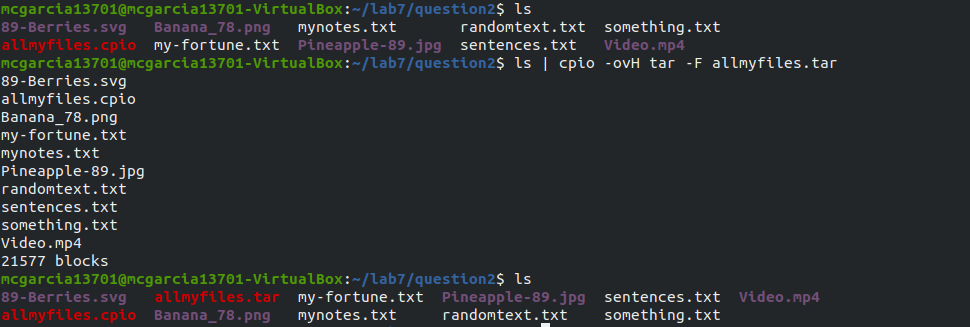 mcgarcia13701@mcgarcia13701-VirtualBox:~/lab7/question2$ ls
89-Berries.svg Banana_78.png mynotes.txt randomtext.txt something.txt
allmyfiles.cpio my-fortune.txt Pineapple-89.jpg sentences.txt Video.mp4
mcgarcia13701@mcgarcia13701-VirtualBox:~/lab7/question2$ ls | cpio -ovH tar -F allmyfiles.tar
89-Berries.svg
allmyfiles.cpio
Banana_78.png
my-fortune.txt
mynotes.txt
Pineapple-89.jpg
randomtext.txt
sentences.txt
something.txt
Video.mp4
21577 blocks
mcgarcia13701@mcgarcia13701-VirtualBox:~/lab7/question2$ ls
89-Berries.svg allmyfiles.tar my-fortune.txt Pineapple-89.jpg sentences.txt Video.mp4
allmyfiles.cpio Banana_78.png mynotes.txt randomtext.txt something.txt